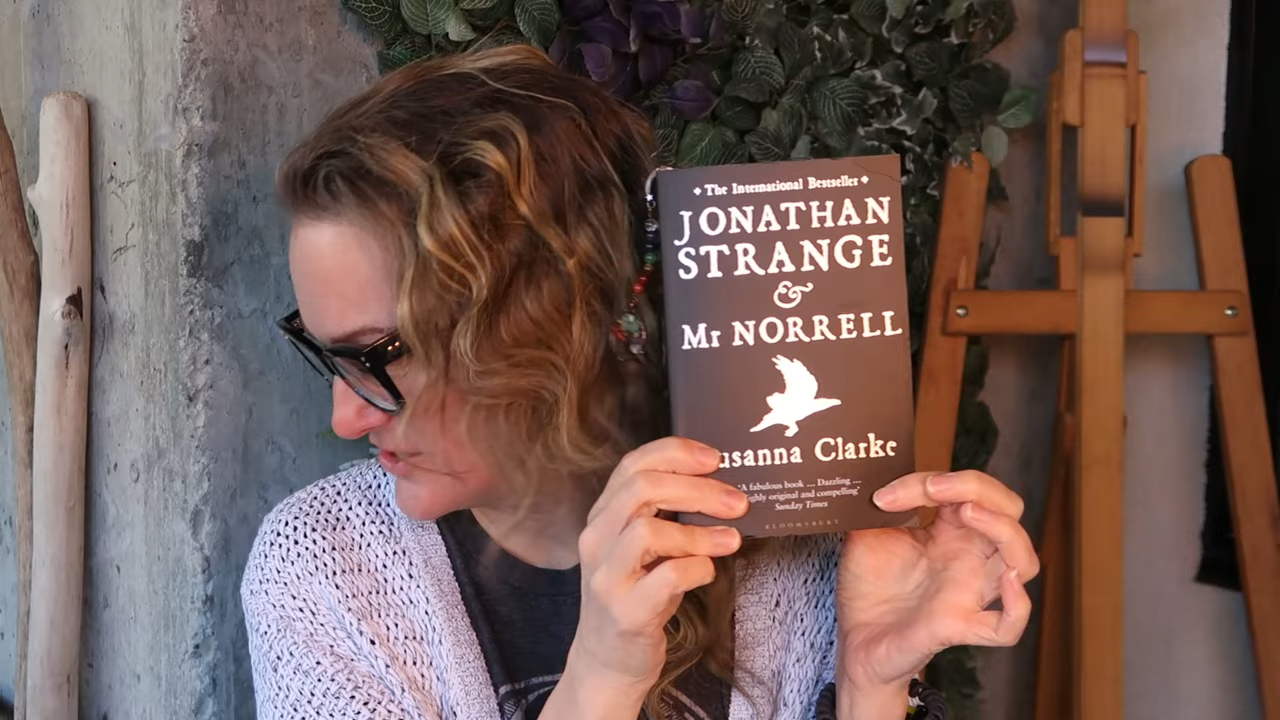 The International Bestseller
JONATHAN
STRANGE
&
Mr NORRELL
usanna Clarke
'A fabulous book ... Dazzling ...
ighly original and compelling'
Sunday Times
BLOOMSBURY